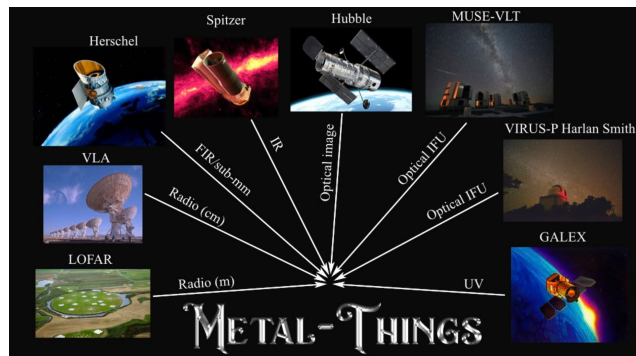 Herschel
Spitzer
Hubble
MUSE-VLT
VIRUS-P Harlan Smith
VLA
GALEX
LOFAR
FIR/sub-mm
IR
Optical image
Optical IFU
Optical IFU
Radio (cm)
Radio (m)
UV
METAL-THINGS